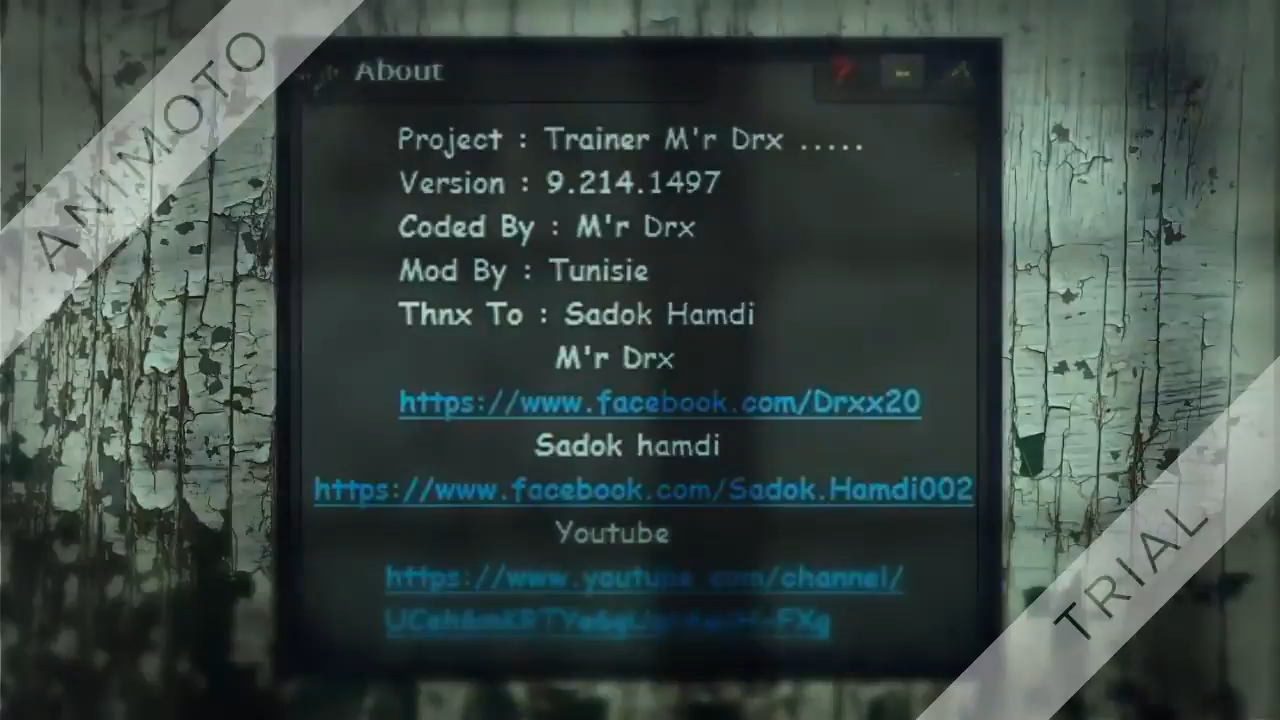 ANIMOTO
About
Project : Trainer M'r Drx .....
Version : 9.214.1497
Coded By : M'r Drx
Mod By : Tunisie
Thnx To : Sadok Hamdi
M'r Drx
https://www.facebook.com/Drxx20
Sadok hamdi
https://www.facebook.com/Sadok.Hamdi002
Youtube
https://www.youtube.com/channel/
TRIAL